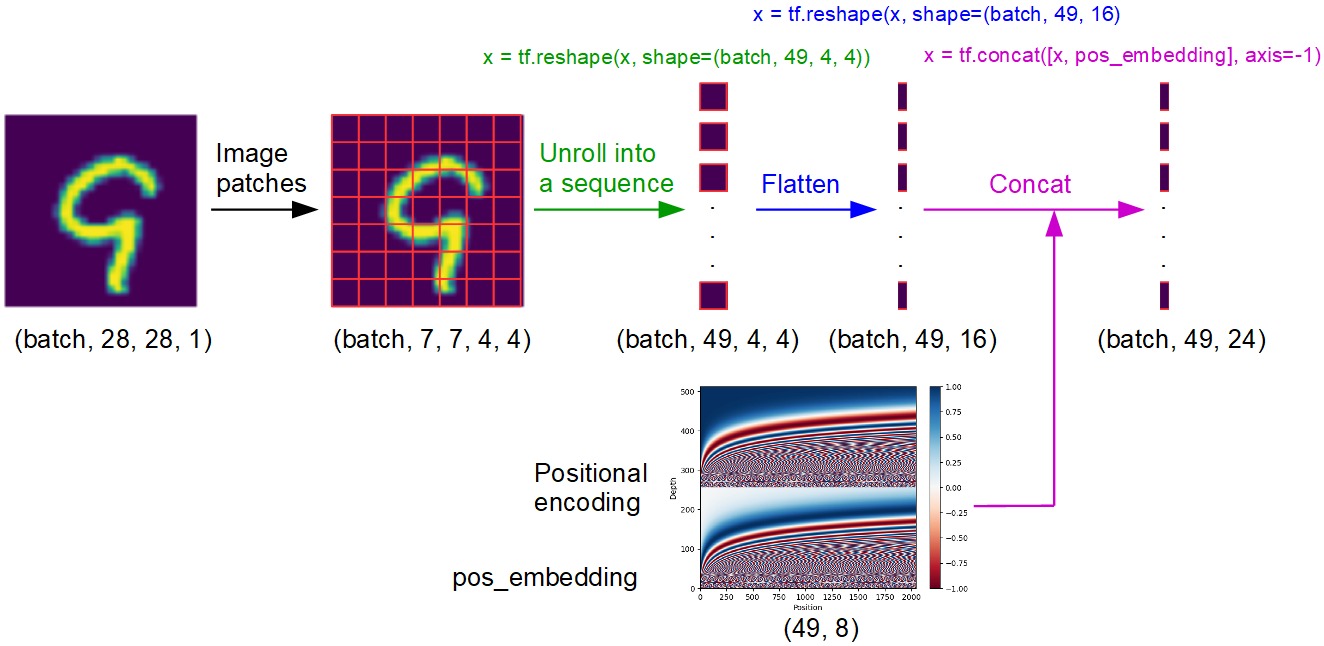 x = tf.reshape(x, shape=(batch, 49, 16)
x = tf.reshape(x, shape=(batch, 49, 4, 4))
x = tf.concat([x, pos_embedding], axis=-1)
Image
patches
Unroll into
a sequence
Flatten
Concat
(batch, 28, 28, 1)
(batch, 7, 7, 4, 4)
(batch, 49, 4, 4)
(batch, 49, 16)
(batch, 49, 24)
Positional
encoding
pos_embedding
Depth
500
400
300
200
100
0
0 250 500 750 1000 1250 1500 1750 2000
Position
1.00
0.75
0.50
0.25
0.00
−0.25
−0.50
−0.75
−1.00
(49, 8)